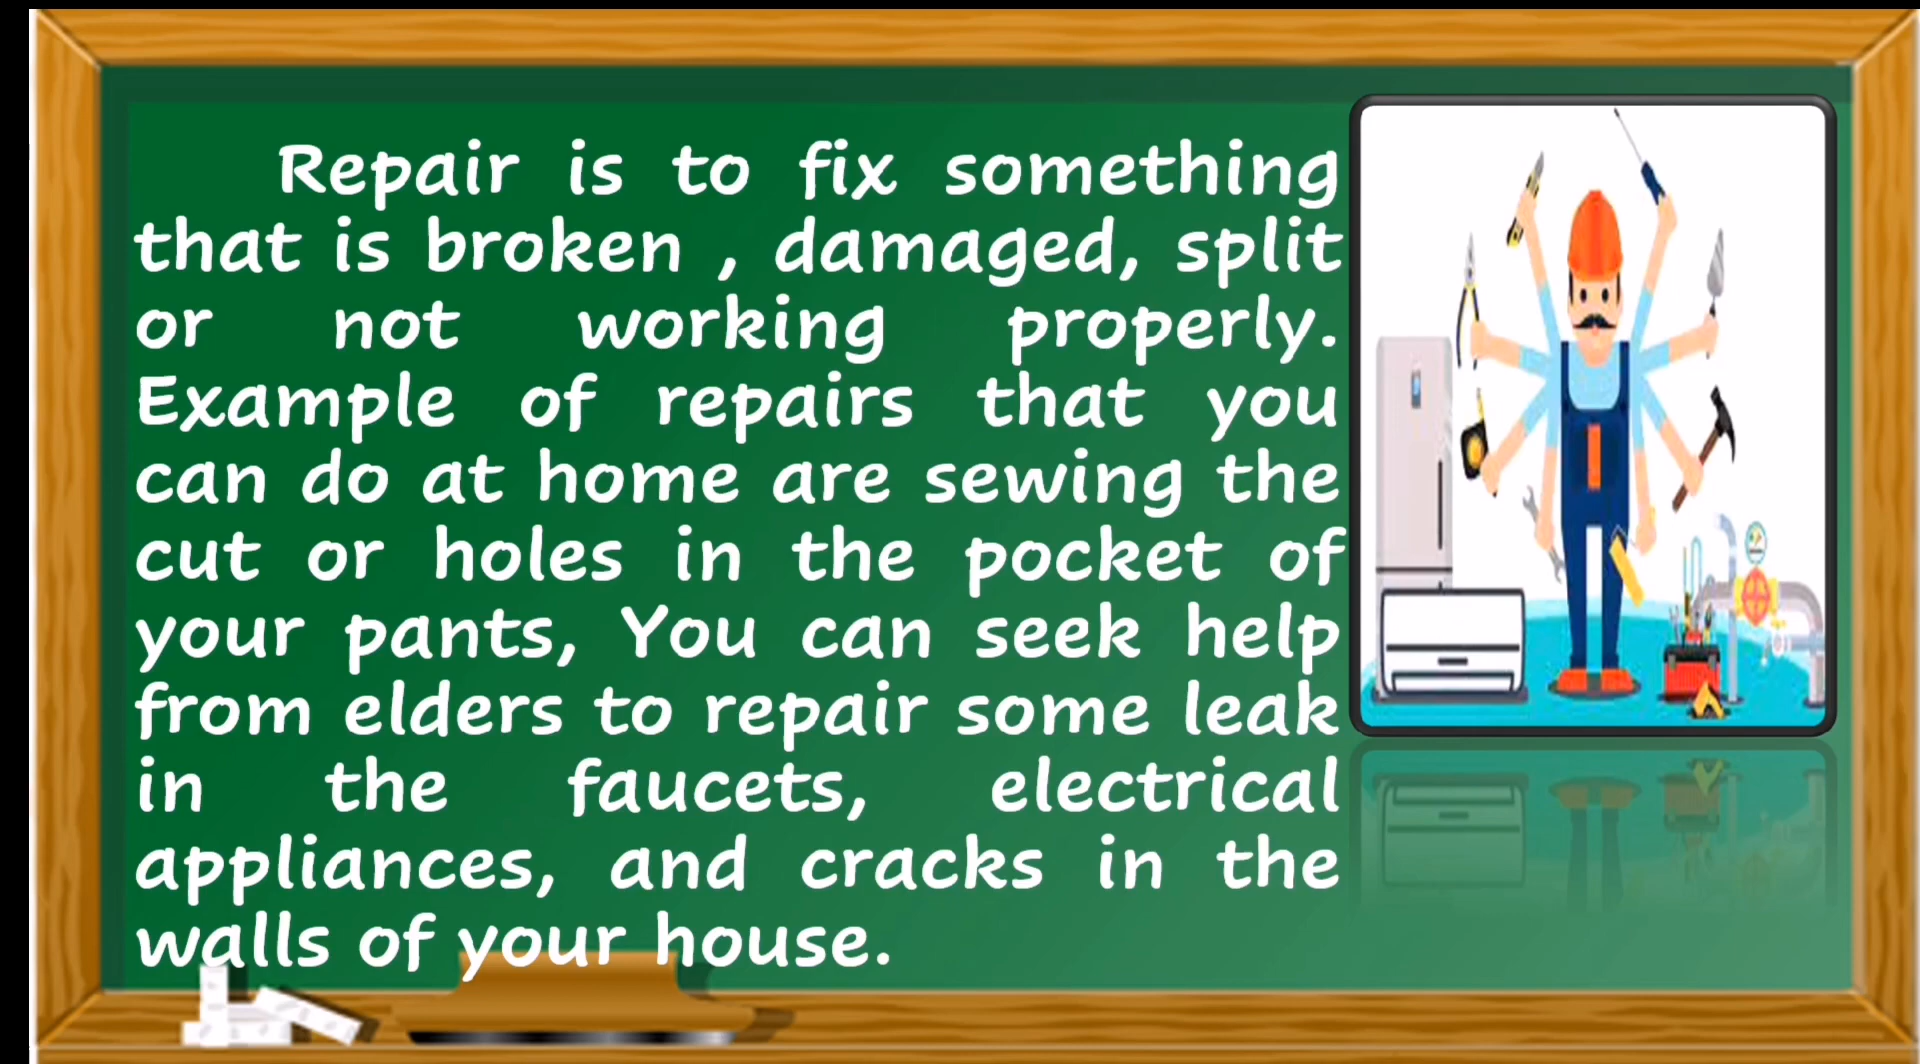 Repair is to fix something
that is broken , damaged, split
or not working properly.
Example of repairs that you
can do at home are sewing the
cut or holes in the pocket of
your pants, You can seek help
from elders to repair some leak
in the faucets, electrical
appliances, and cracks in the
walls of your house.